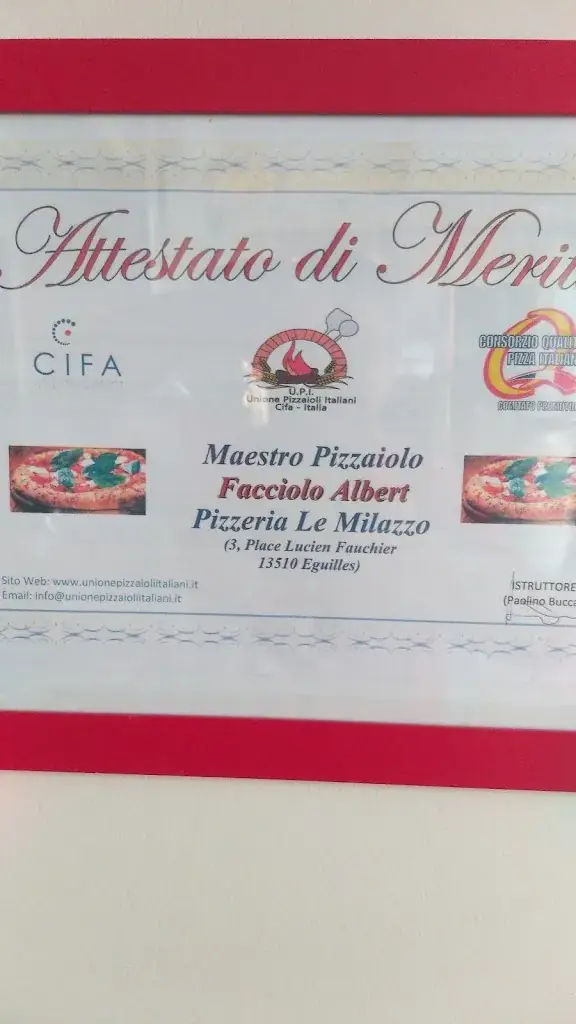 Attestato di Merit
CIFA
U.P.I.
Unione Pizzaioli Italiani
Cifa - Italia
CONSORZIO QUALI
PIZZA ITALIAN
COMITATO PROMOTO
Maestro Pizzaiolo
Facciolo Albert
Pizzeria Le Milazzo
(3, Place Lucien Fauchier
13510 Eguilles)
Sito Web: www.unionepizzaioliitaliani.it
Email: info@unionepizzaioliitaliani.it
ISTRUTTORE
(Paolino Bucca